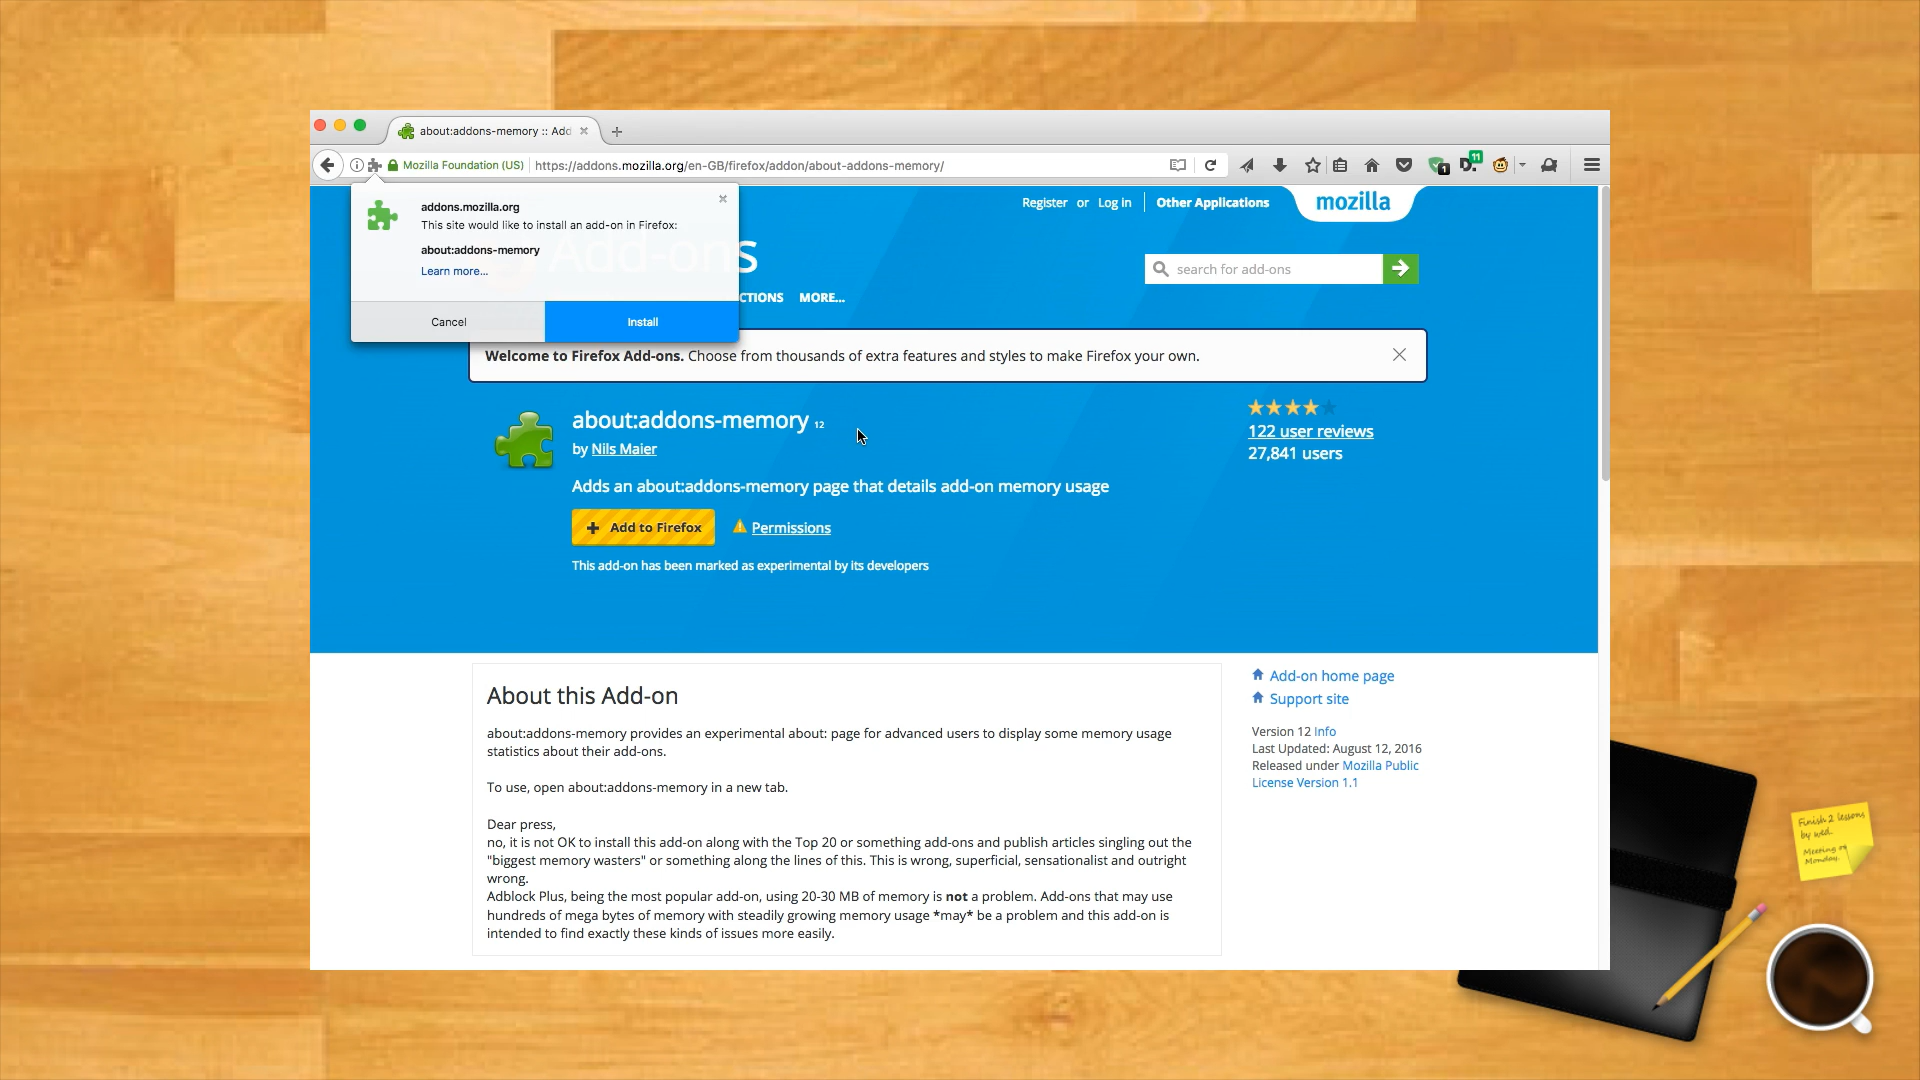 about:addons-memory :: Add
Mozilla Foundation (US)
https://addons.mozilla.org/en-GB/firefox/addon/about-addons-memory/
1
11
addons.mozilla.org
This site would like to install an add-on in Firefox:
about:addons-memory
Learn more...
Cancel
Install
Register or Log in
Other Applications
mozilla
Add-ons
search for add-ons
CTIONS
MORE...
Welcome to Firefox Add-ons. Choose from thousands of extra features and styles to make Firefox your own.
about:addons-memory 12
by Nils Maier
122 user reviews
27,841 users
Adds an about:addons-memory page that details add-on memory usage
Add to Firefox
Permissions
This add-on has been marked as experimental by its developers
About this Add-on
about:addons-memory provides an experimental about: page for advanced users to display some memory usage
statistics about their add-ons.
To use, open about:addons-memory in a new tab.
Dear press,
no, it is not OK to install this add-on along with the Top 20 or something add-ons and publish articles singling out the
"biggest memory wasters" or something along the lines of this. This is wrong, superficial, sensationalist and outright
wrong.
Adblock Plus, being the most popular add-on, using 20-30 MB of memory is not a problem. Add-ons that may use
hundreds of mega bytes of memory with steadily growing memory usage *may* be a problem and this add-on is
intended to find exactly these kinds of issues more easily.
Add-on home page
Support site
Version 12 Info
Last Updated: August 12, 2016
Released under Mozilla Public
License Version 1.1
Finish 2 lessons
by wed.
Meeting on
Monday.